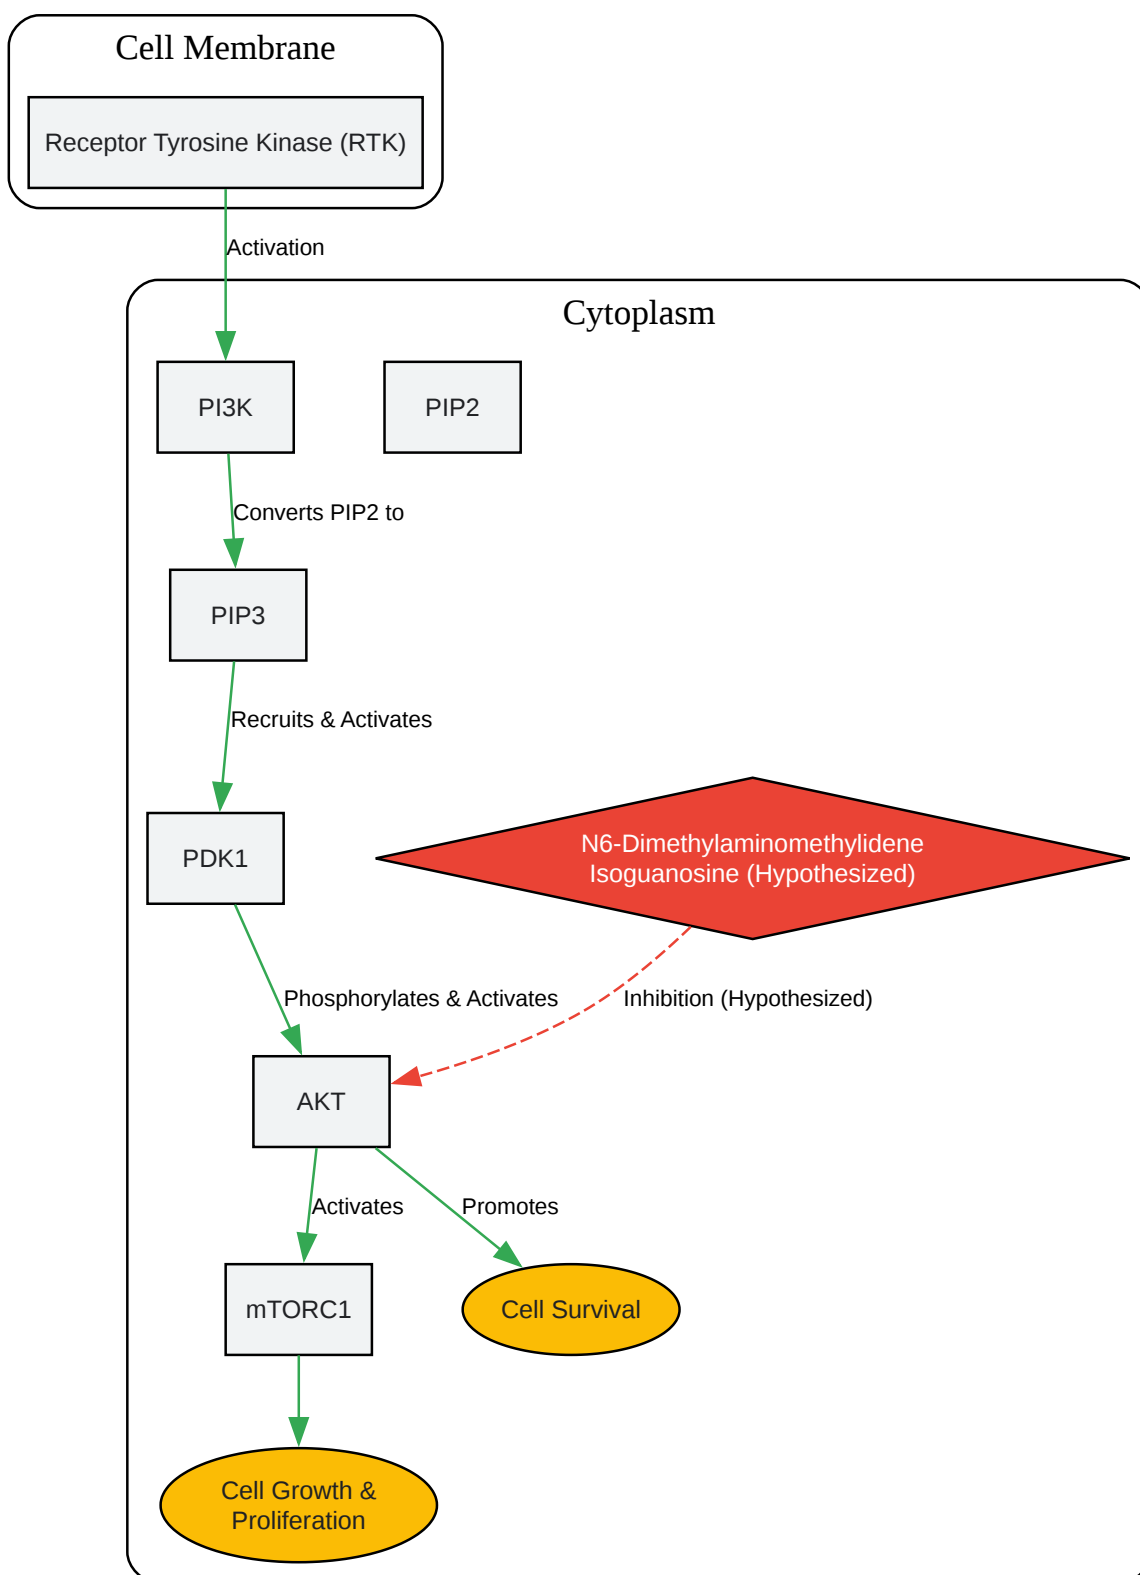 Cell Membrane
Receptor Tyrosine Kinase (RTK)
Activation
Cytoplasm
PI3K
PIP2
Converts PIP2 to
PIP3
Recruits & Activates
PDK1
N6-Dimethylaminomethylidene
Isoguanosine (Hypothesized)
Phosphorylates & Activates
Inhibition (Hypothesized)
AKT
Activates
Promotes
mTORC1
Cell Survival
Cell Growth &
Proliferation